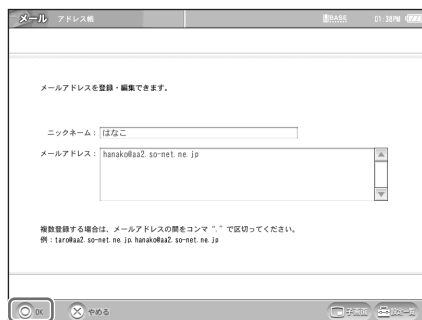 メール アドレス帳 BASE 01:38PM
メールアドレスを登録・編集できます。
ニックネーム： はなこ
メールアドレス： hanako@aa2.so-net.ne.jp
複数登録する場合は、メールアドレスの間をコンマ“,”で区切ってください。
例：taro@aa2.so-net.ne.jp,hanako@aa2.so-net.ne.jp
OK やめる 子画面